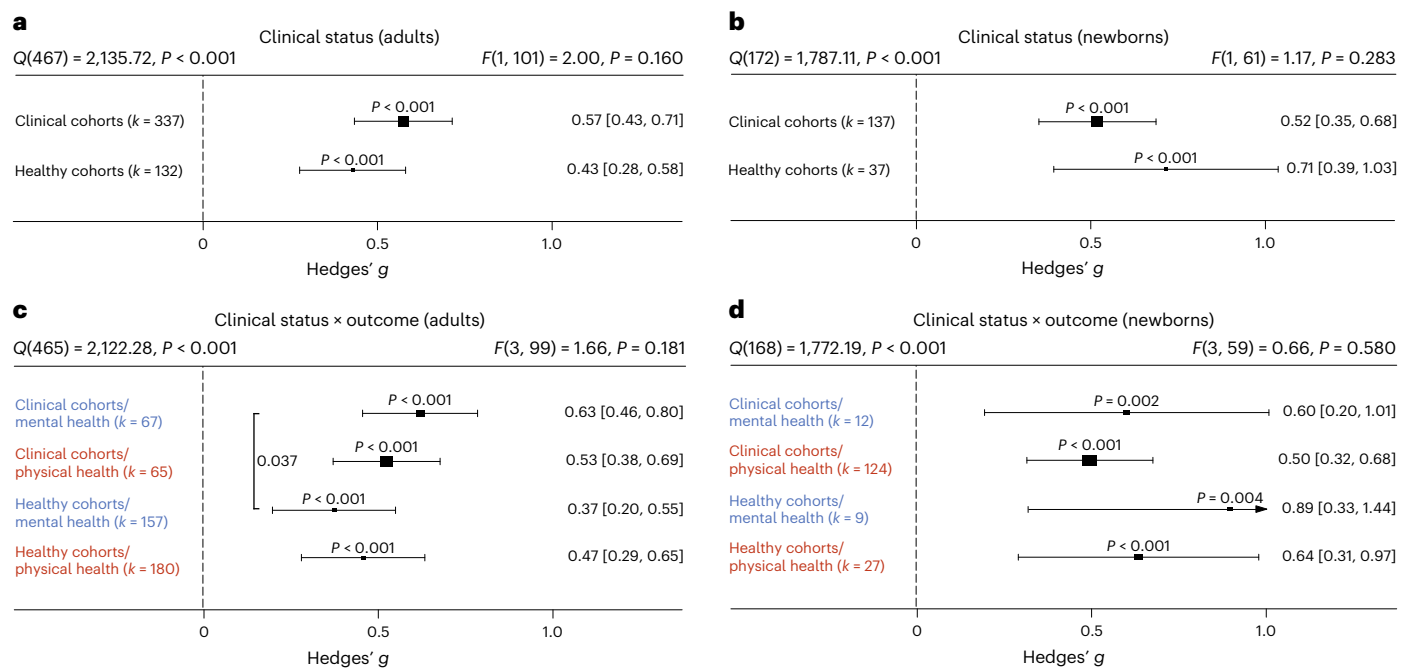 a
Clinical status (adults)
Q(467) = 2,135.72, P < 0.001
F(1, 101) = 2.00, P = 0.160
Clinical cohorts (k = 337)
P < 0.001
0.57 [0.43, 0.71]
Healthy cohorts (k = 132)
P < 0.001
0.43 [0.28, 0.58]
0
0.5
1.0
Hedges’ g
b
Clinical status (newborns)
Q(172) = 1,787.11, P < 0.001
F(1, 61) = 1.17, P = 0.283
Clinical cohorts (k = 137)
P < 0.001
0.52 [0.35, 0.68]
Healthy cohorts (k = 37)
P < 0.001
0.71 [0.39, 1.03]
0
0.5
1.0
Hedges’ g
c
Clinical status × outcome (adults)
Q(465) = 2,122.28, P < 0.001
F(3, 99) = 1.66, P = 0.181
Clinical cohorts/
mental health (k = 67)
P < 0.001
0.63 [0.46, 0.80]
Clinical cohorts/
physical health (k = 65)
0.037
P < 0.001
0.53 [0.38, 0.69]
Healthy cohorts/
mental health (k = 157)
P < 0.001
0.37 [0.20, 0.55]
Healthy cohorts/
physical health (k = 180)
P < 0.001
0.47 [0.29, 0.65]
0
0.5
1.0
Hedges’ g
d
Clinical status × outcome (newborns)
Q(168) = 1,772.19, P < 0.001
F(3, 59) = 0.66, P = 0.580
Clinical cohorts/
mental health (k = 12)
P = 0.002
0.60 [0.20, 1.01]
Clinical cohorts/
physical health (k = 124)
P < 0.001
0.50 [0.32, 0.68]
Healthy cohorts/
mental health (k = 9)
P = 0.004
0.89 [0.33, 1.44]
Healthy cohorts/
physical health (k = 27)
P < 0.001
0.64 [0.31, 0.97]
0
0.5
1.0
Hedges’ g